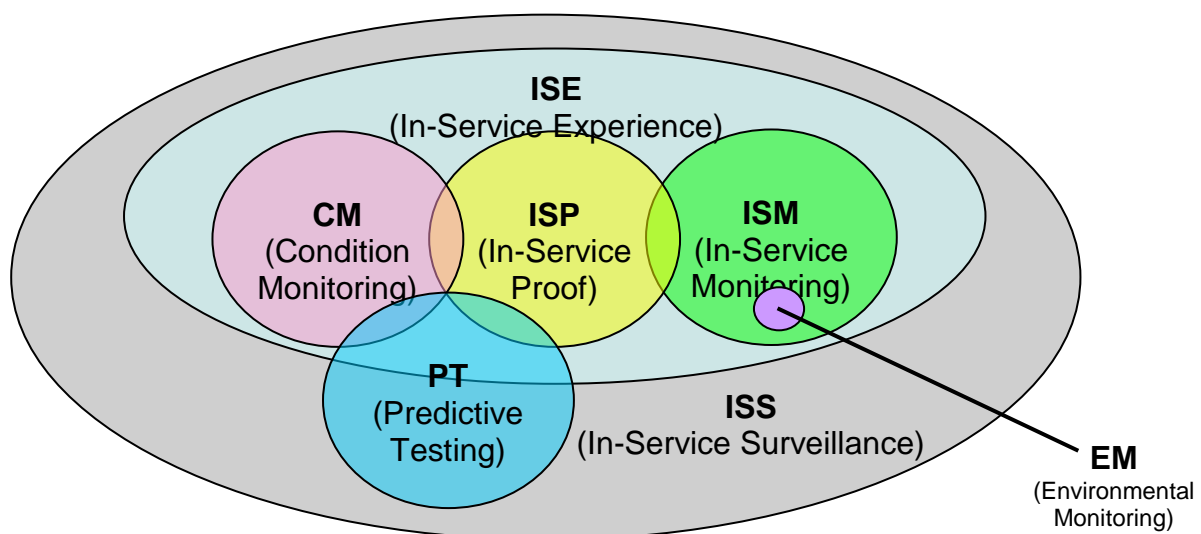 ISE
(In-Service Experience)
CM
(Condition
Monitoring)
ISP
(In-Service
Proof)
ISM
(In-Service
Monitoring)
PT
(Predictive
Testing)
ISS
(In-Service Surveillance)
EM
(Environmental
Monitoring)